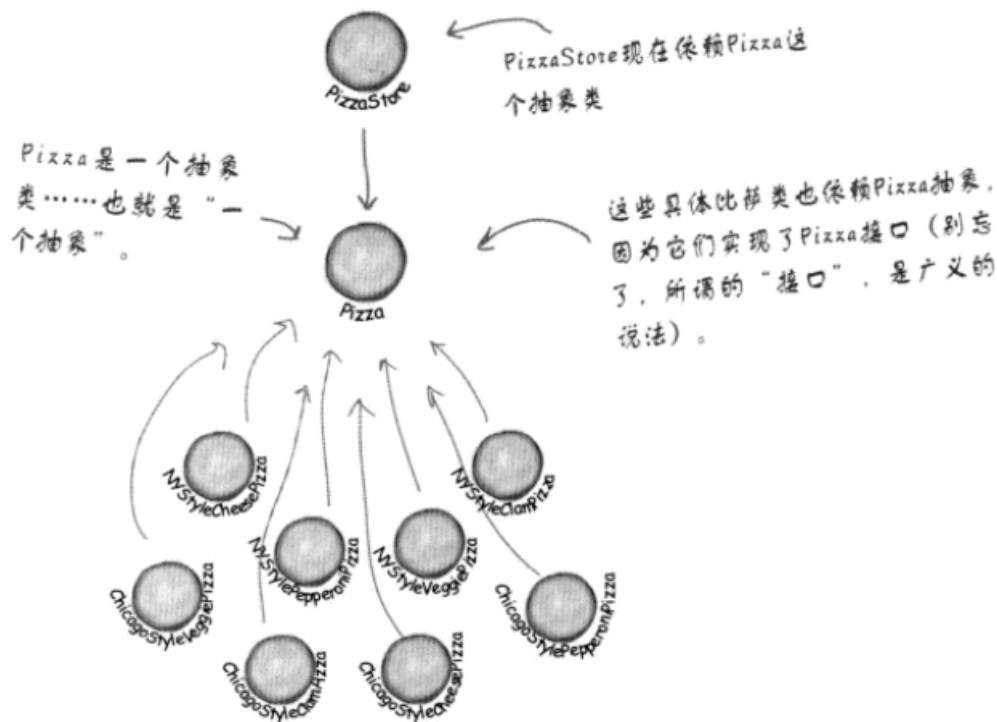 PizzaStore
PizzaStore现在依赖Pizza这
个抽象类
Pizza是一个抽象
类……也就是“一
个抽象”。
Pizza
这些具体比萨类也依赖Pizza抽象，
因为它们实现了Pizza接口（别忘
了，所谓的“接口”，是广义的
说法）。
NYStyleCheesePizza
NYStyleClamPizza
NYStylePepperoniPizza
NYStyleVeggiePizza
ChicagoStyleVeggiePizza
ChicagoStylePepperoniPizza
ChicagoStyleClamPizza
ChicagoStyleCheesePizza